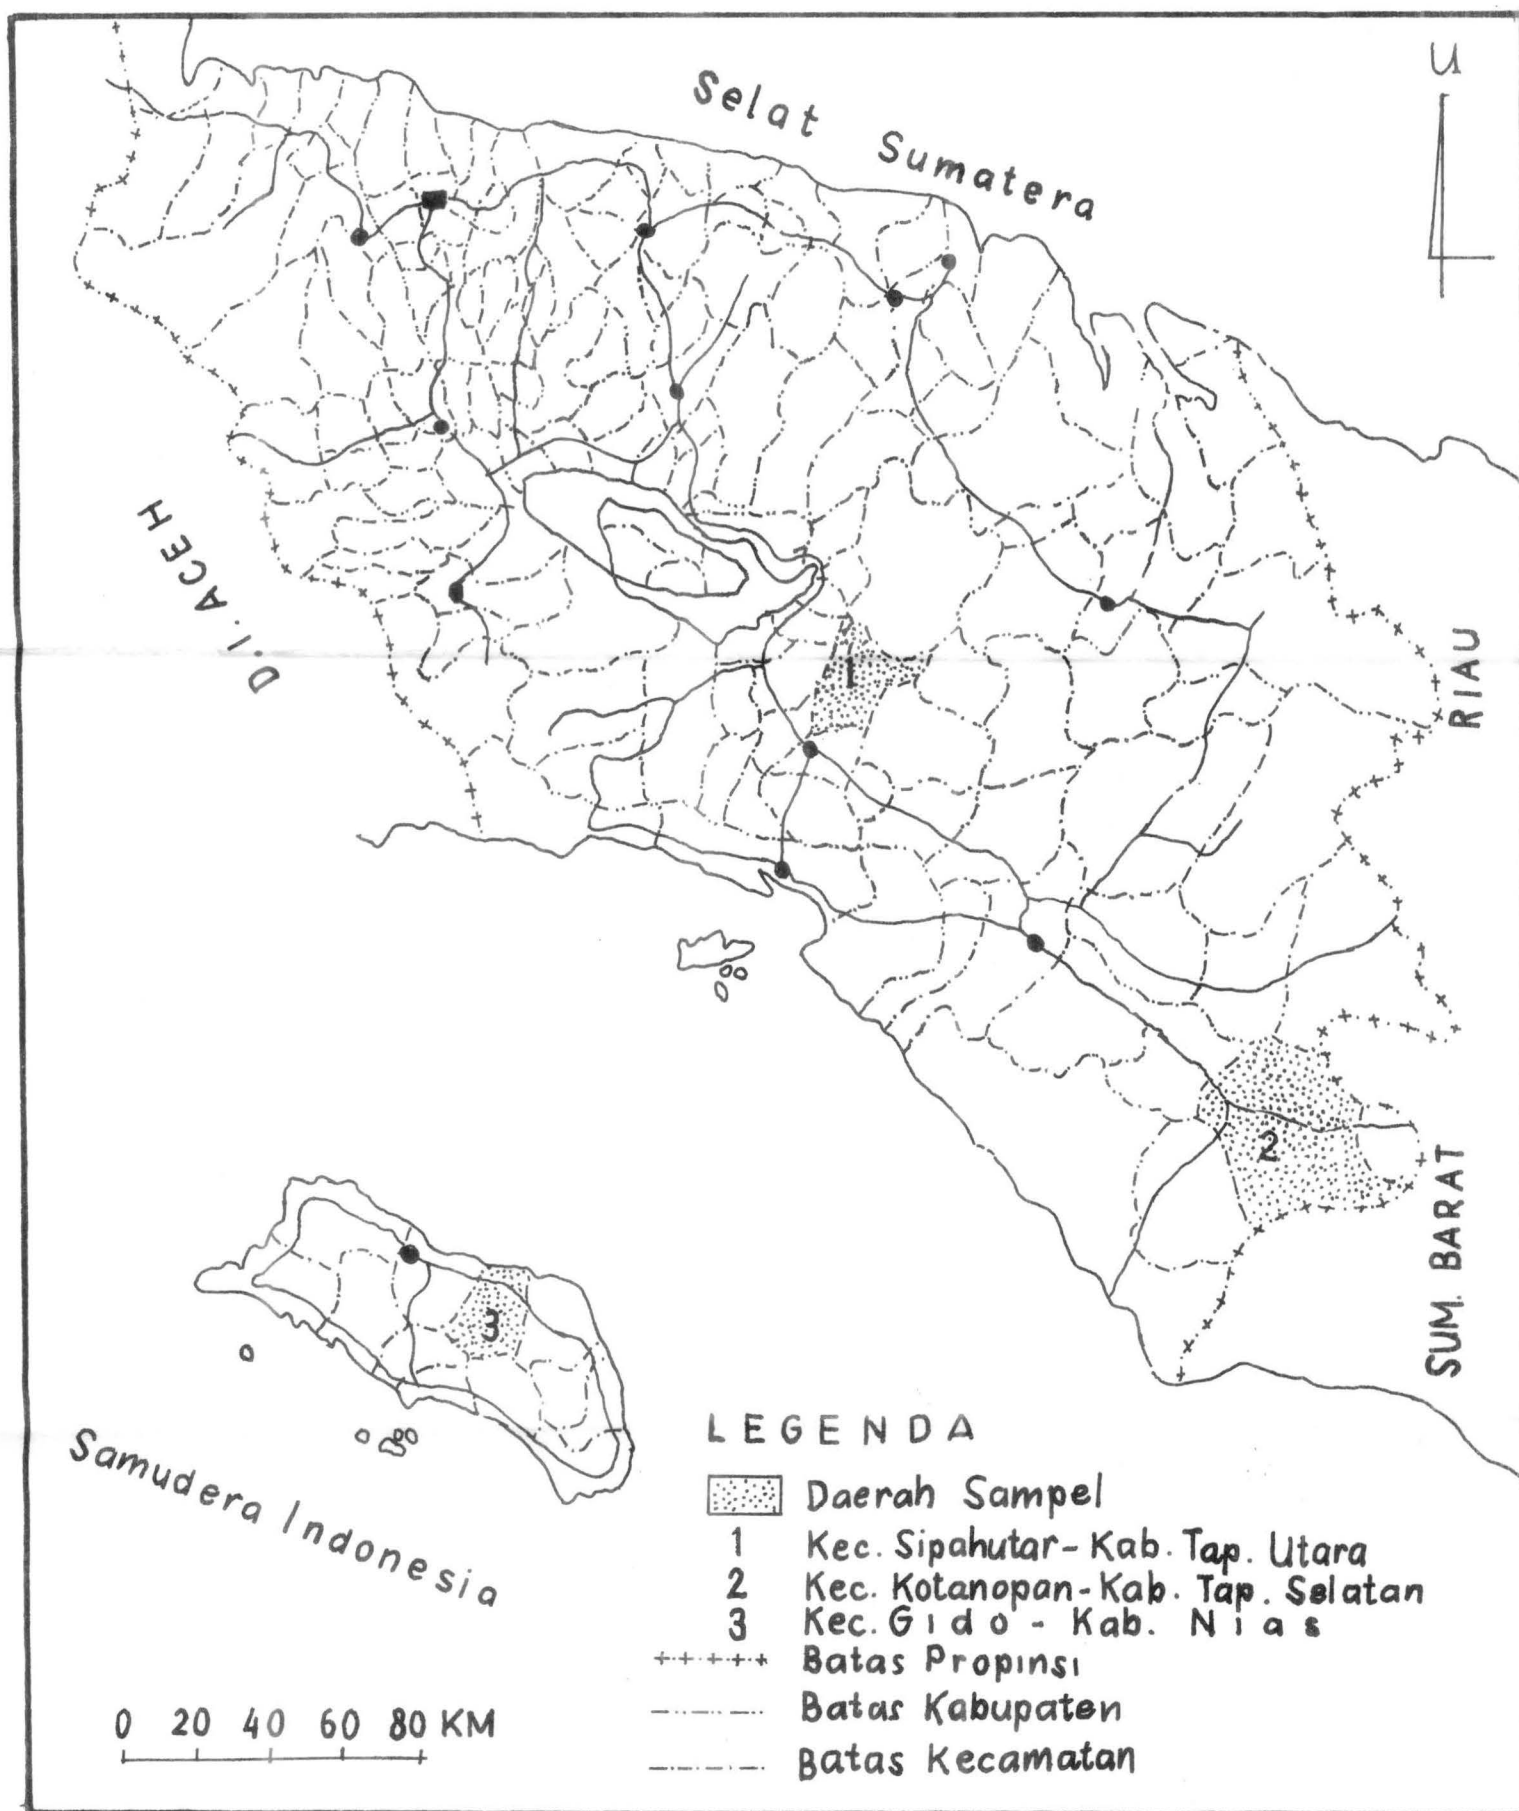 U
Selat Sumatera
D.I. ACEH
RIAU
1
2
SUM. BARAT
3
Samudera Indonesia
LEGENDA
Daerah Sampel
1 Kec. Sipahutar - Kab. Tap. Utara
2 Kec. Kotanopan - Kab. Tap. Selatan
3 Kec. Gido - Kab. Nias
Batas Propinsi
Batas Kabupaten
Batas Kecamatan
0 20 40 60 80 KM